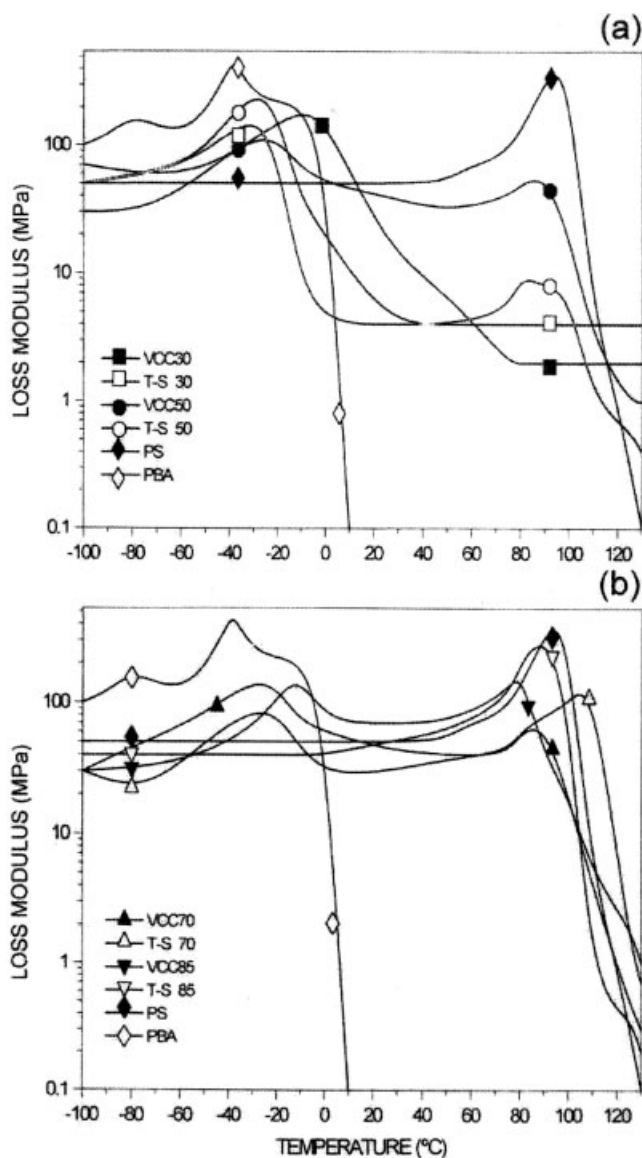 (a)
LOSS MODULUS (MPa)
100
10
1
0.1
VCC30
T-S 30
VCC50
T-S 50
PS
PBA
-100 -80 -60 -40 -20 0 20 40 60 80 100 120
(b)
LOSS MODULUS (MPa)
100
10
1
0.1
VCC70
T-S 70
VCC85
T-S 85
PS
PBA
-100 -80 -60 -40 -20 0 20 40 60 80 100 120
TEMPERATURE (ºC)